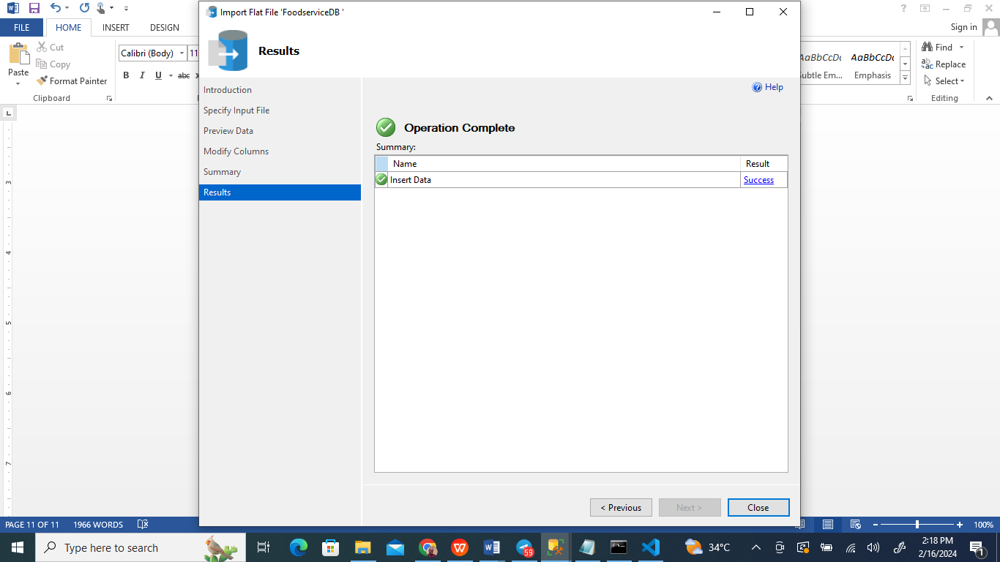 Import Flat File 'FoodserviceDB '
FILE
HOME
INSERT
DESIGN
Sign in
Results
Paste
Cut
Copy
Format Painter
Clipboard
Calibri (Body)
11
B I U abc
AaBbCcDc
Emphasis
Find
Replace
Select
Editing
Introduction
Specify Input File
Preview Data
Modify Columns
Summary
Results
Help
Operation Complete
Summary:
Name Result
Insert Data Success
3
4
5
6
7
< Previous
Next >
Close
PAGE 11 OF 11
1966 WORDS
100%
Type here to search
59
34°C
2:18 PM
2/16/2024
1